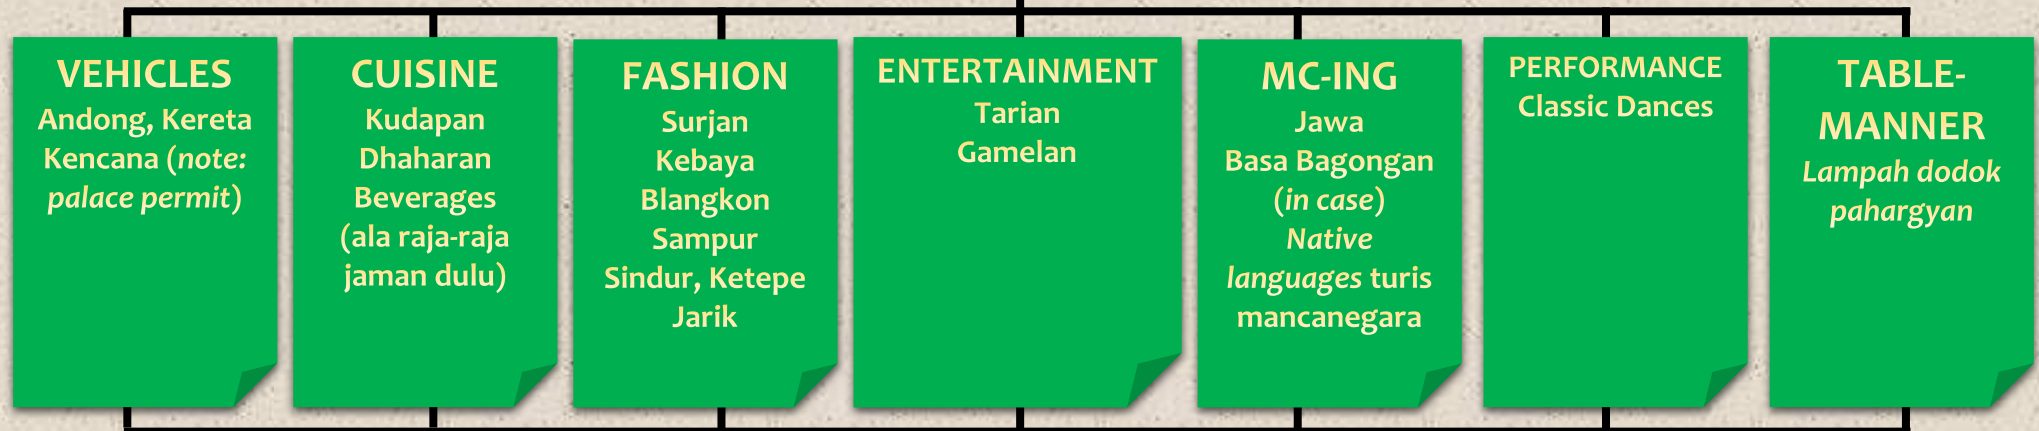 VEHICLES
Andong, Kereta
Kencana (note:
palace permit)
CUISINE
Kudapan
Dhaharan
Beverages
(ala raja-raja
jaman dulu)
FASHION
Surjan
Kebaya
Blangkon
Sampur
Sindur, Ketepe
Jarik
ENTERTAINMENT
Tarian
Gamelan
MC-ING
Jawa
Basa Bagongan
(in case)
Native
languages turis
mancanegara
PERFORMANCE
Classic Dances
TABLE-
MANNER
Lampah dodok
pahargyan